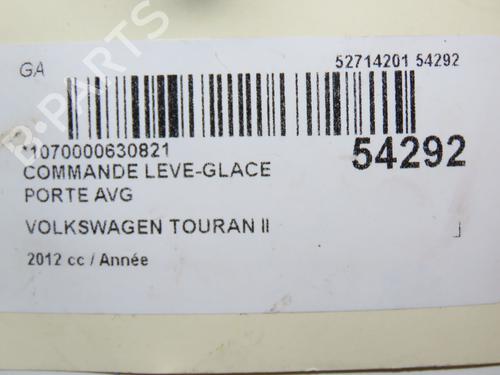 GA
52714201 54292
*1070000630821
54292
COMMANDE LEVE-GLACE
PORTE AVG
VOLKSWAGEN TOURAN II
2012 cc / Année
B-PARTS